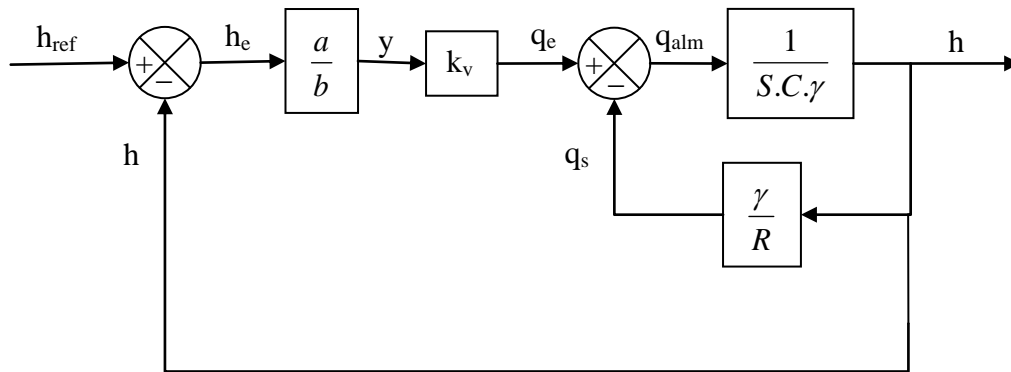 h_ref h_e a/b y k_v q_e q_alm 1/(S.C.γ) h
+ − + −
h q_s γ/R